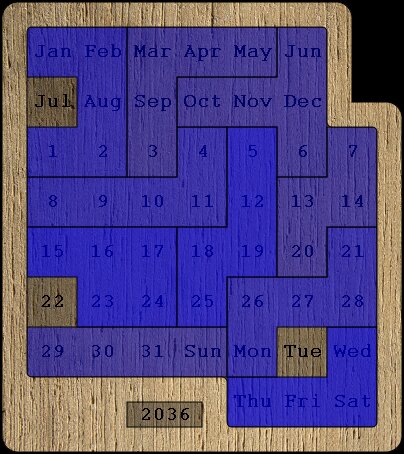 Jan Feb Mar Apr May Jun
Jul Aug Sep Oct Nov Dec
1 2 3 4 5 6 7
8 9 10 11 12 13 14
15 16 17 18 19 20 21
22 23 24 25 26 27 28
29 30 31 Sun Mon Tue Wed
Thu Fri Sat
2036